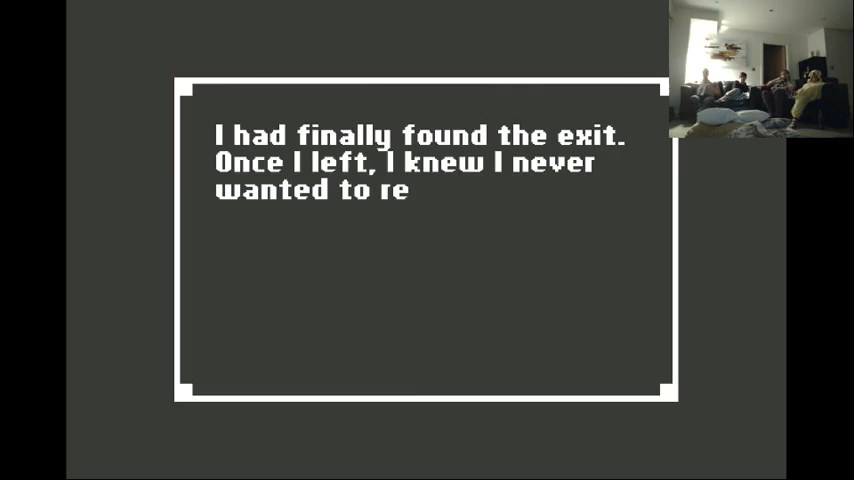 I had finally found the exit.
Once I left, I knew I never
wanted to re